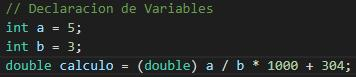 // Declaracion de Variables
int a = 5;
int b = 3;
double calculo = (double) a / b * 1000 + 304;